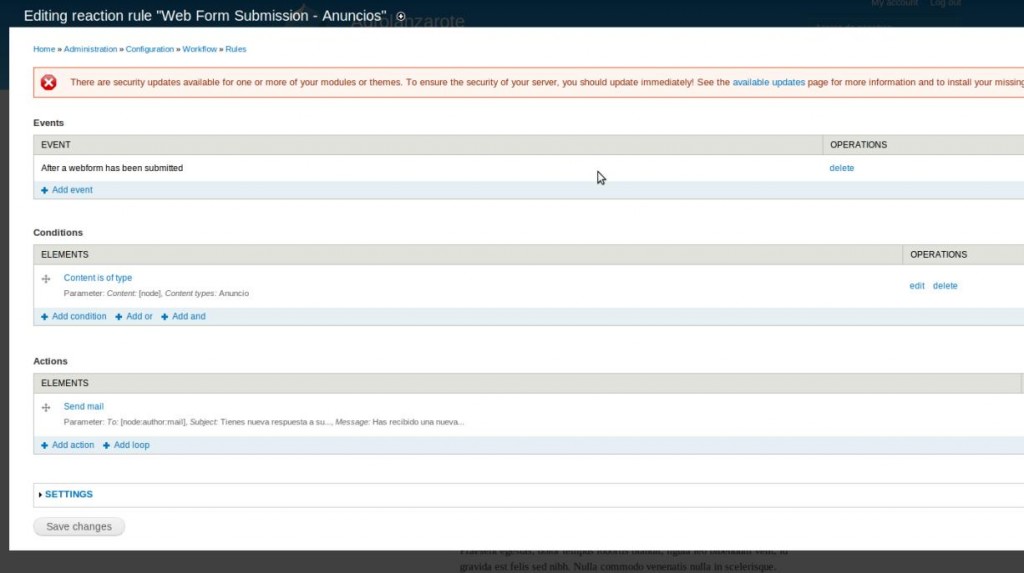 Editing reaction rule "Web Form Submission - Anuncios"
My account Log out
Home » Administration » Configuration » Workflow » Rules
There are security updates available for one or more of your modules or themes. To ensure the security of your server, you should update immediately! See the available updates page for more information and to install your missing
Events
EVENT OPERATIONS
After a webform has been submitted delete
Add event
Conditions
ELEMENTS OPERATIONS
Content is of type
Parameter: Content: [node], Content types: Anuncio
edit delete
Add condition Add or Add and
Actions
ELEMENTS
Send mail
Parameter: To: [node:author:mail], Subject: Tienes nueva respuesta a su..., Message: Has recibido una nueva...
Add action Add loop
SETTINGS
Save changes
gravida est felis sed nibh. Nulla commodo venenatis nulla in scelerisque.